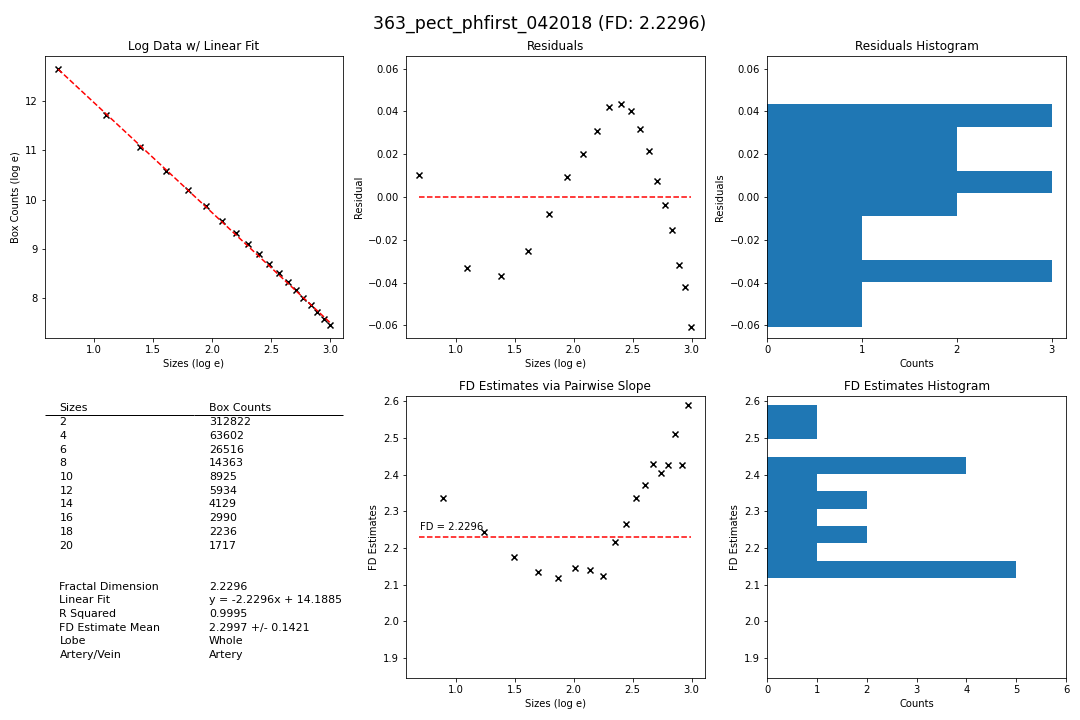 363_pect_phfirst_042018 (FD: 2.2296)
Log Data w/ Linear Fit
Box Counts (log e)
12
11
10
9
8
1.0 1.5 2.0 2.5 3.0
Sizes (log e)
Residuals
Residual
0.06
0.04
0.02
0.00
−0.02
−0.04
−0.06
1.0 1.5 2.0 2.5 3.0
Sizes (log e)
Residuals Histogram
Residuals
0.06
0.04
0.02
0.00
−0.02
−0.04
−0.06
0 1 2 3
Counts
Sizes Box Counts
2 312822
4 63602
6 26516
8 14363
10 8925
12 5934
14 4129
16 2990
18 2236
20 1717
Fractal Dimension 2.2296
Linear Fit y = -2.2296x + 14.1885
R Squared 0.9995
FD Estimate Mean 2.2997 +/- 0.1421
Lobe Whole
Artery/Vein Artery
FD Estimates via Pairwise Slope
FD Estimates
2.6
2.5
2.4
2.3
2.2
2.1
2.0
1.9
FD = 2.2296
1.0 1.5 2.0 2.5 3.0
Sizes (log e)
FD Estimates Histogram
FD Estimates
2.6
2.5
2.4
2.3
2.2
2.1
2.0
1.9
0 1 2 3 4 5 6
Counts